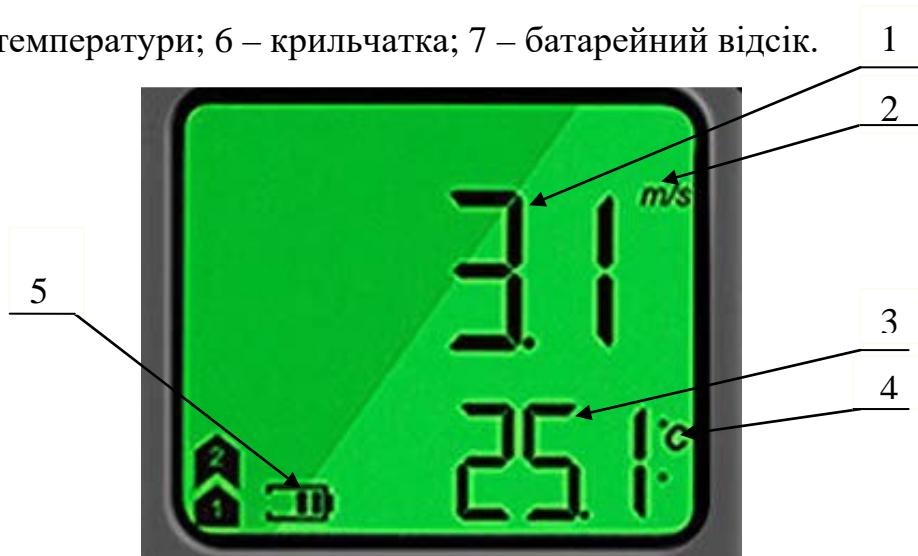 температури; 6 – крильчатка; 7 – батарейний відсік.
1
2
3.1 m/s
5
3
4
25.1 °C
2
1